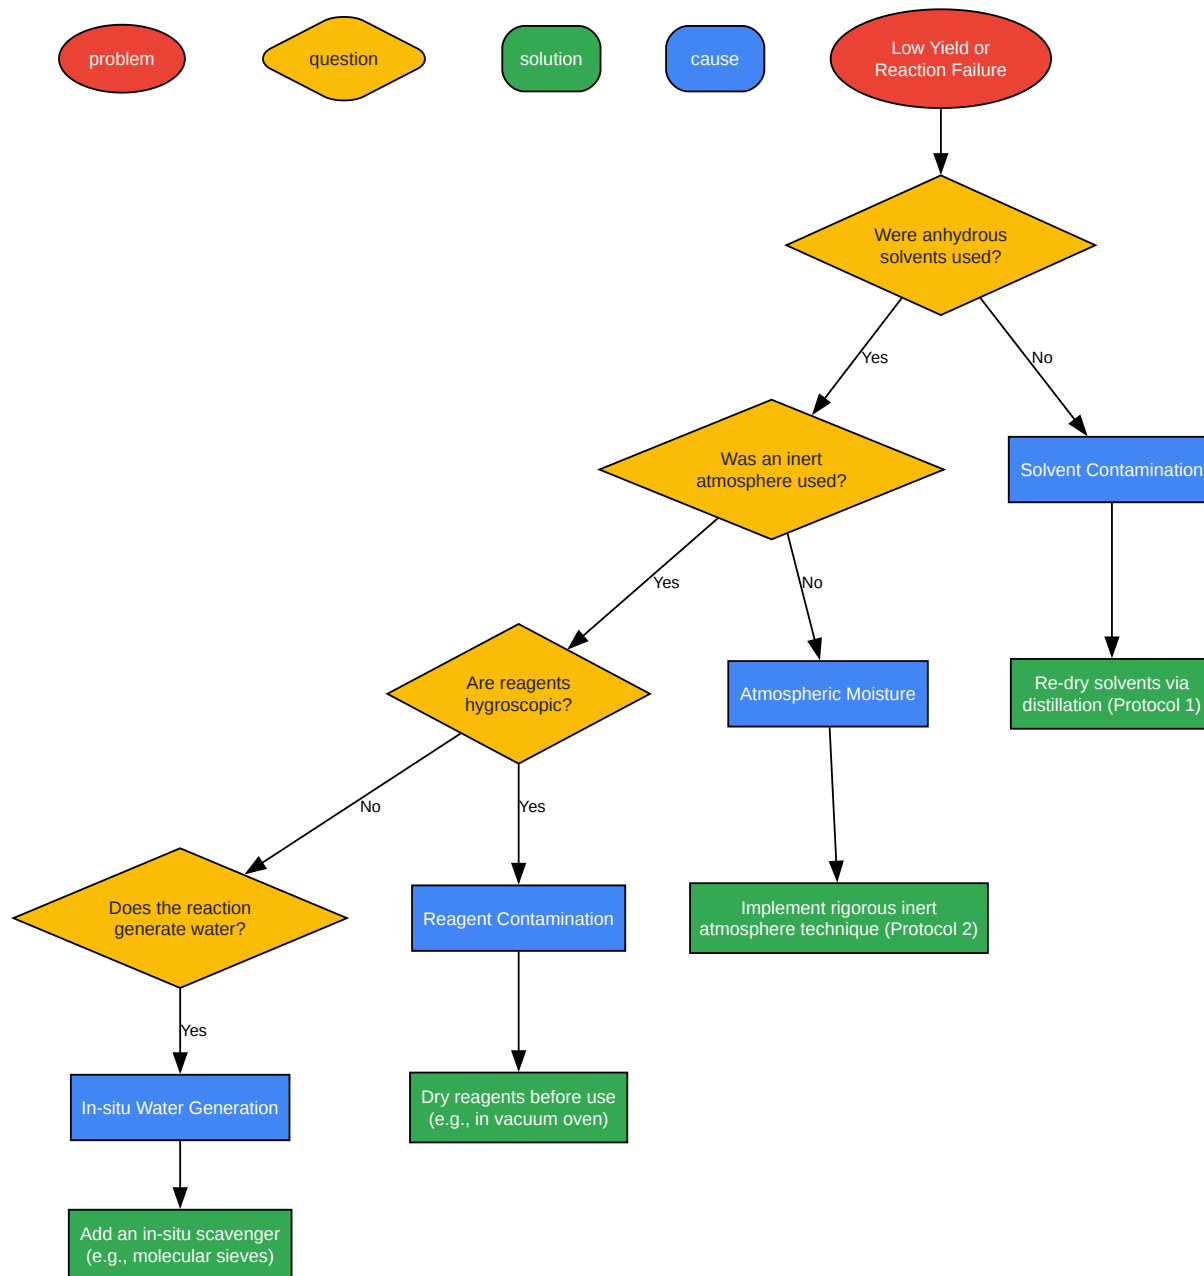 problem
question
solution
cause
Low Yield or
Reaction Failure
Were anhydrous
solvents used?
Yes
No
Was an inert
atmosphere used?
Solvent Contamination
Yes
No
Are reagents
hygroscopic?
Atmospheric Moisture
Re-dry solvents via
distillation (Protocol 1)
No
Yes
Does the reaction
generate water?
Reagent Contamination
Implement rigorous inert
atmosphere technique (Protocol 2)
Yes
In-situ Water Generation
Dry reagents before use
(e.g., in vacuum oven)
Add an in-situ scavenger
(e.g., molecular sieves)